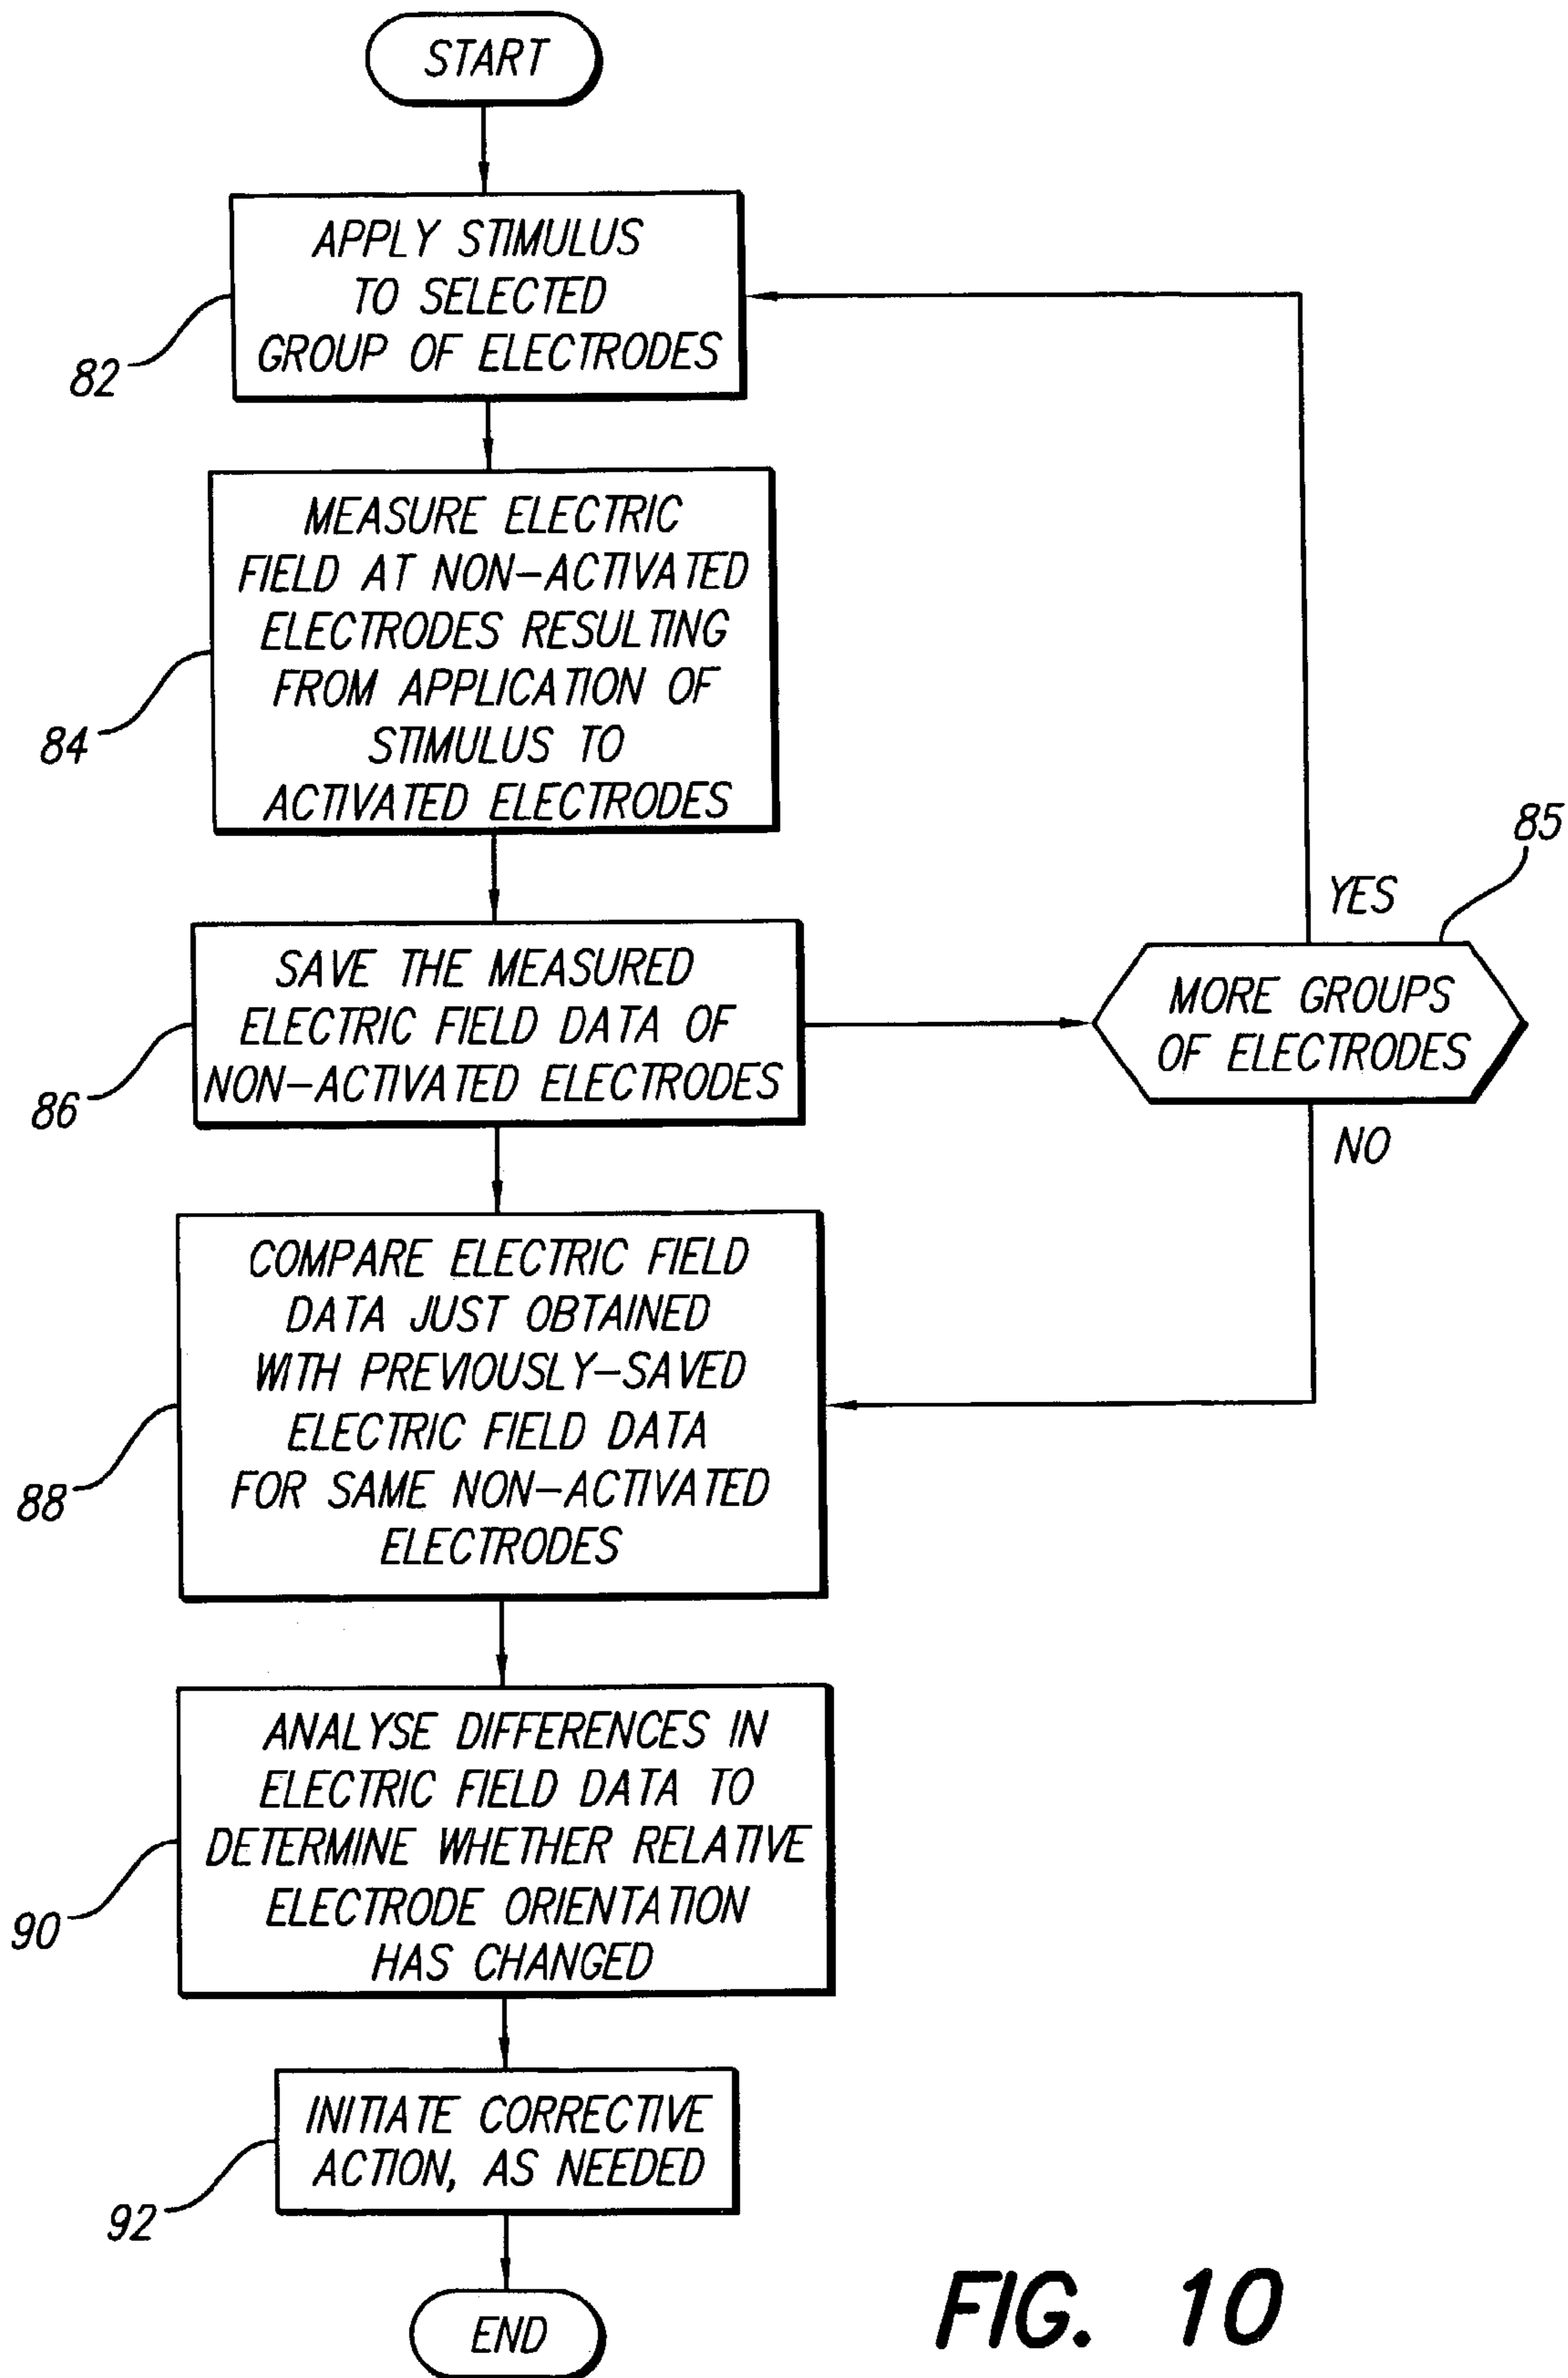 START
APPLY STIMULUS
TO SELECTED
GROUP OF ELECTRODES
82
MEASURE ELECTRIC
FIELD AT NON-ACTIVATED
ELECTRODES RESULTING
FROM APPLICATION OF
STIMULUS TO
ACTIVATED ELECTRODES
84
85
YES
MORE GROUPS
OF ELECTRODES
NO
SAVE THE MEASURED
ELECTRIC FIELD DATA OF
NON-ACTIVATED ELECTRODES
86
COMPARE ELECTRIC FIELD
DATA JUST OBTAINED
WITH PREVIOUSLY-SAVED
ELECTRIC FIELD DATA
FOR SAME NON-ACTIVATED
ELECTRODES
88
ANALYSE DIFFERENCES IN
ELECTRIC FIELD DATA TO
DETERMINE WHETHER RELATIVE
ELECTRODE ORIENTATION
HAS CHANGED
90
INITIATE CORRECTIVE
ACTION, AS NEEDED
92
END
FIG. 10